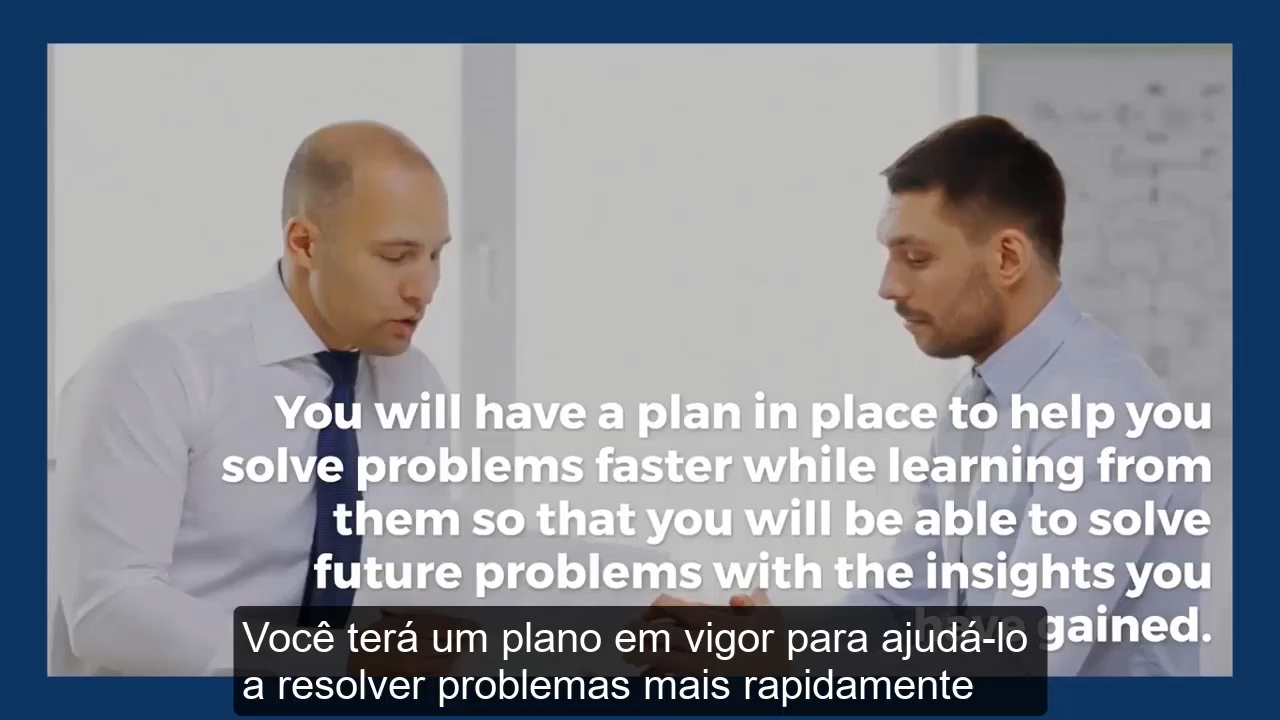 You will have a plan in place to help you
solve problems faster while learning from
them so that you will be able to solve
future problems with the insights you
have gained.
Você terá um plano em vigor para ajudá-lo
a resolver problemas mais rapidamente